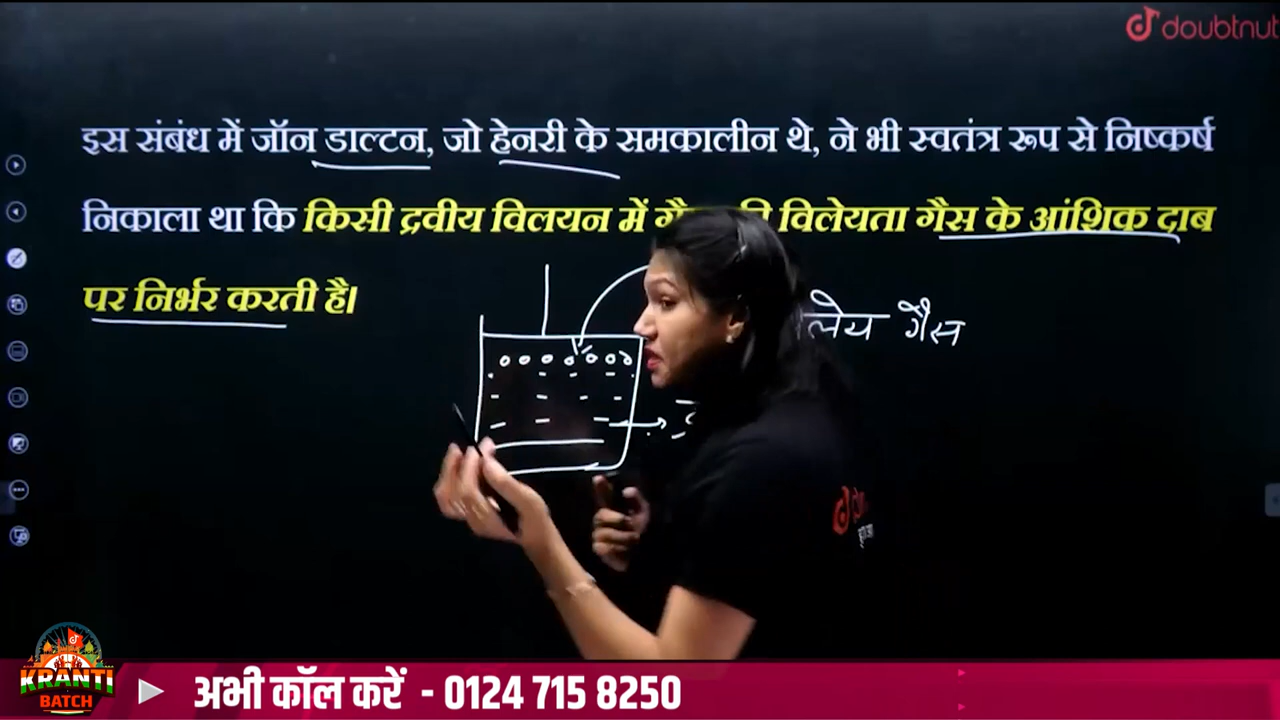 doubtnut
इस संबंध में जॉन डाल्टन, जो हेनरी के समकालीन थे, ने भी स्वतंत्र रूप से निष्कर्ष
निकाला था कि किसी द्रवीय विलयन में विलेयता गैस के आंशिक दाब
पर निर्भर करती है।
गैस
KRANTI
BATCH
अभी कॉल करें - 0124 715 8250